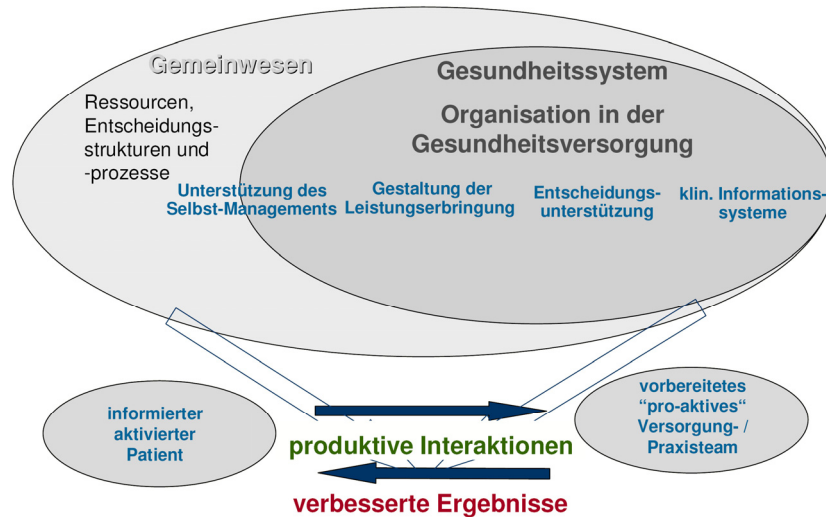 Gemeinwesen
Ressourcen,
Entscheidungs-
strukturen und
-prozesse
Gesundheitssystem
Organisation in der
Gesundheitsversorgung
Unterstützung des
Selbst-Managements
Gestaltung der
Leistungserbringung
Entscheidungs-
unterstützung
klin. Informations-
systeme
informierter
aktivierter
Patient
produktive Interaktionen
verbesserte Ergebnisse
vorbereitetes
“pro-aktives“
Versorgung- /
Praxisteam